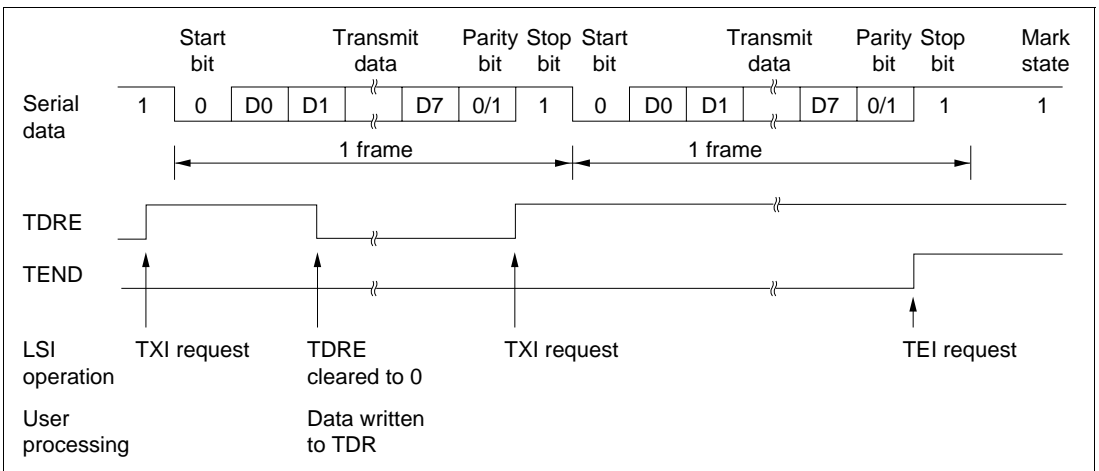 Start bit Transmit data Parity bit Stop bit Start bit Transmit data Parity bit Stop bit Mark state
Serial data 1 0 D0 D1 D7 0/1 1 0 D0 D1 D7 0/1 1 1
1 frame 1 frame
TDRE
TEND
LSI operation TXI request TDRE cleared to 0 TXI request TEI request
User processing Data written to TDR